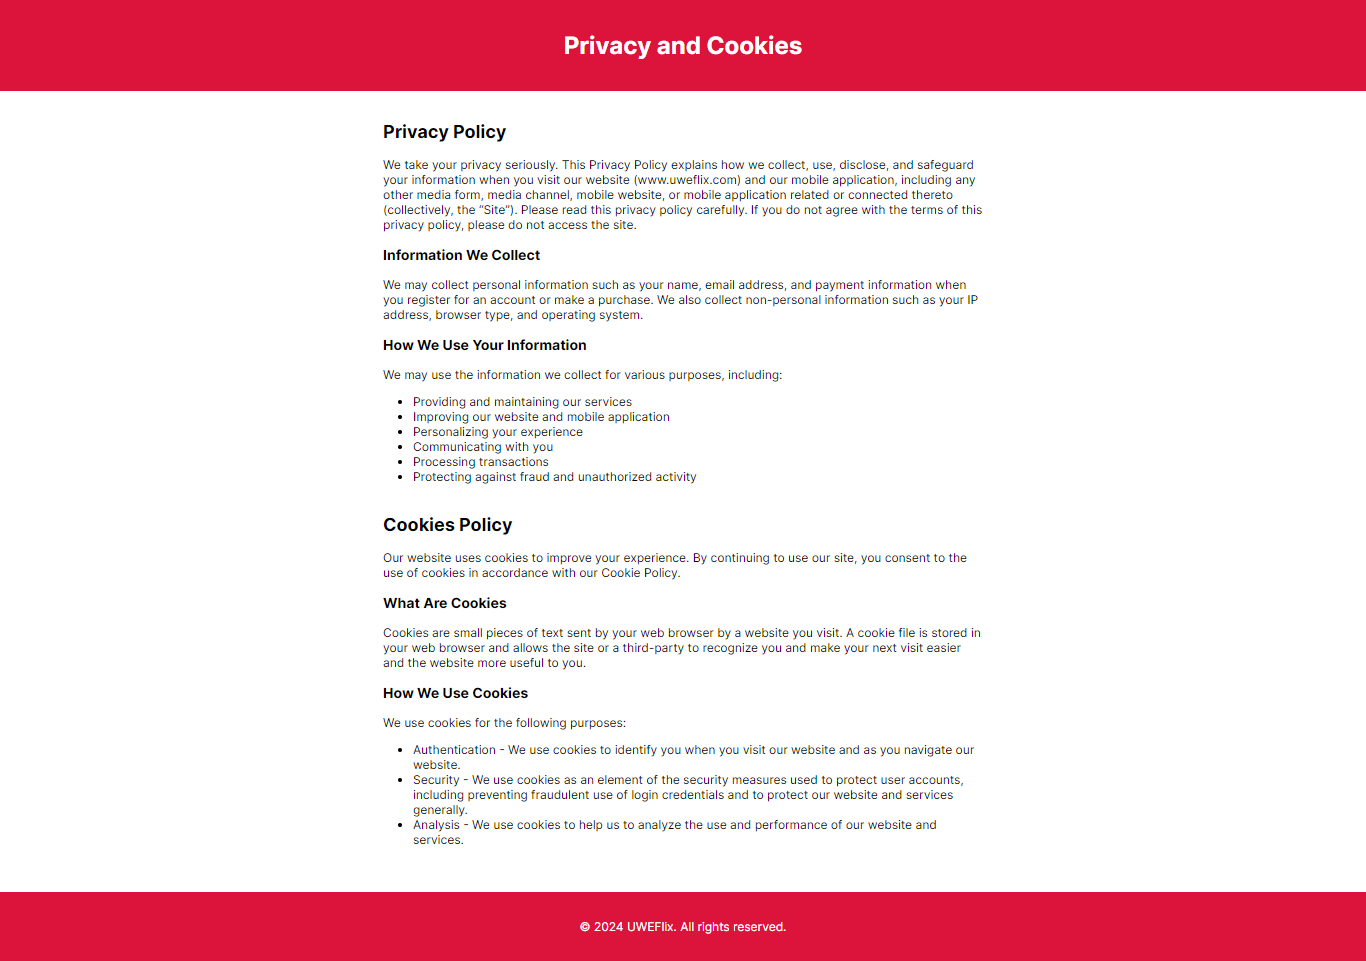 Privacy and Cookies
Privacy Policy
We take your privacy seriously. This Privacy Policy explains how we collect, use, disclose, and safeguard
your information when you visit our website (www.uweflix.com) and our mobile application, including any
other media form, media channel, mobile website, or mobile application related or connected thereto
(collectively, the “Site”). Please read this privacy policy carefully. If you do not agree with the terms of this
privacy policy, please do not access the site.
Information We Collect
We may collect personal information such as your name, email address, and payment information when
you register for an account or make a purchase. We also collect non-personal information such as your IP
address, browser type, and operating system.
How We Use Your Information
We may use the information we collect for various purposes, including:
• Providing and maintaining our services
• Improving our website and mobile application
• Personalizing your experience
• Communicating with you
• Processing transactions
• Protecting against fraud and unauthorized activity
Cookies Policy
Our website uses cookies to improve your experience. By continuing to use our site, you consent to the
use of cookies in accordance with our Cookie Policy.
What Are Cookies
Cookies are small pieces of text sent by your web browser by a website you visit. A cookie file is stored in
your web browser and allows the site or a third-party to recognize you and make your next visit easier
and the website more useful to you.
How We Use Cookies
We use cookies for the following purposes:
• Authentication - We use cookies to identify you when you visit our website and as you navigate our
website.
• Security - We use cookies as an element of the security measures used to protect user accounts,
including preventing fraudulent use of login credentials and to protect our website and services
generally.
• Analysis - We use cookies to help us to analyze the use and performance of our website and
services.
© 2024 UWEFlix. All rights reserved.